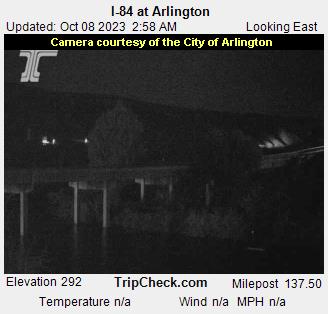 I-84 at Arlington
Updated: Oct 08 2023 2:58 AM Looking East
Camera courtesy of the City of Arlington
Elevation 292 TripCheck.com Milepost 137.50
Temperature n/a Wind n/a MPH n/a